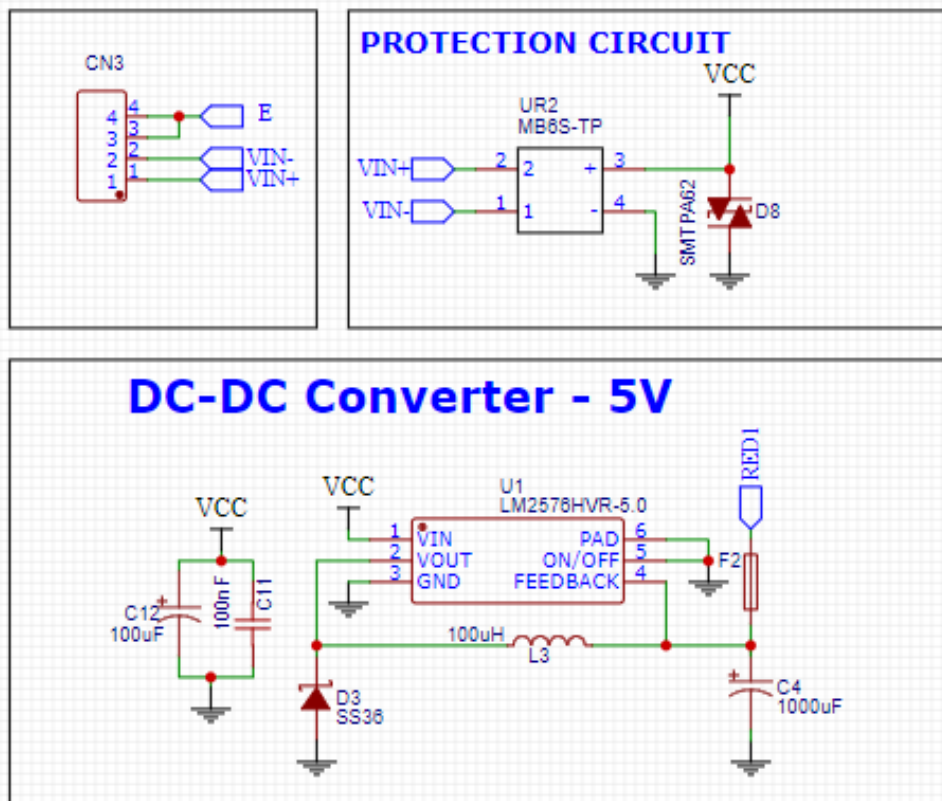 CN3
4
4
E
3
3
2
2
VIN-
1
1
VIN+
PROTECTION CIRCUIT
VCC
UR2
MB6S-TP
VIN+
2
2
+
3
VIN-
1
1
-
4
SMTPA62
D8
DC-DC Converter - 5V
RED1
VCC
VCC
U1
LM2576HVR-5.0
1
VIN
PAD
6
2
VOUT
ON/OFF
5
3
GND
FEEDBACK
4
F2
+
C12
100uF
100nF
C11
100uH
L3
D3
SS36
+
C4
1000uF